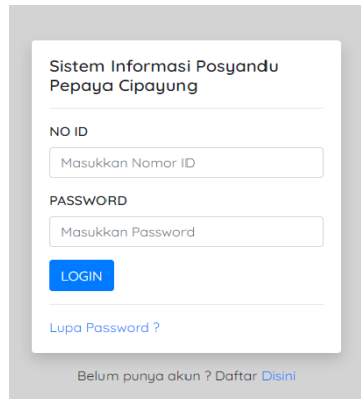 Sistem Informasi Posyandu
Pepaya Cipayung
NO ID
Masukkan Nomor ID
PASSWORD
Masukkan Password
LOGIN
Lupa Password ?
Belum punya akun ? Daftar Disini